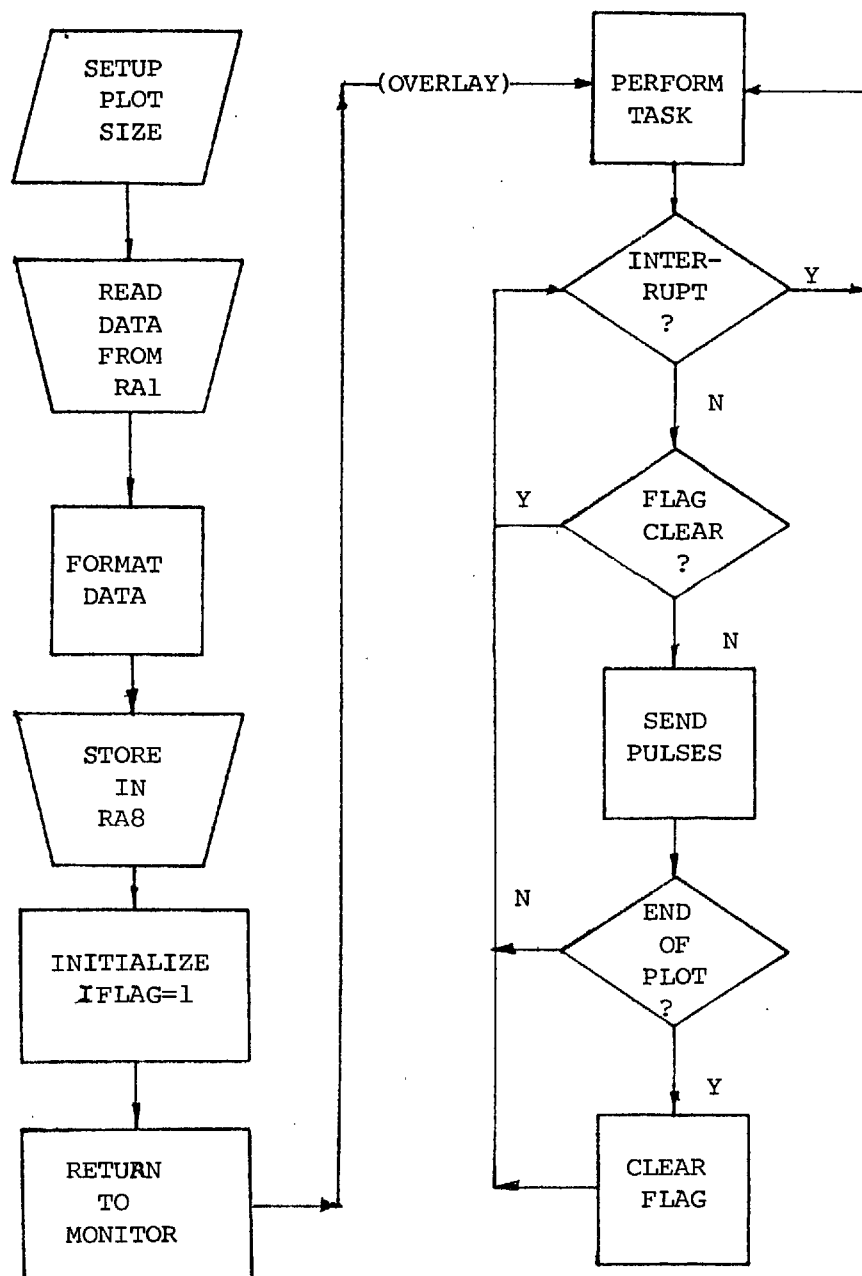 SETUP
PLOT
SIZE
READ
DATA
FROM
RA1
FORMAT
DATA
STORE
IN
RA8
INITIALIZE
IFLAG=1
RETURN
TO
MONITOR
(OVERLAY)
PERFORM
TASK
INTER-
RUPT
?
Y
N
FLAG
CLEAR
?
Y
N
SEND
PULSES
END
OF
PLOT
?
N
Y
CLEAR
FLAG